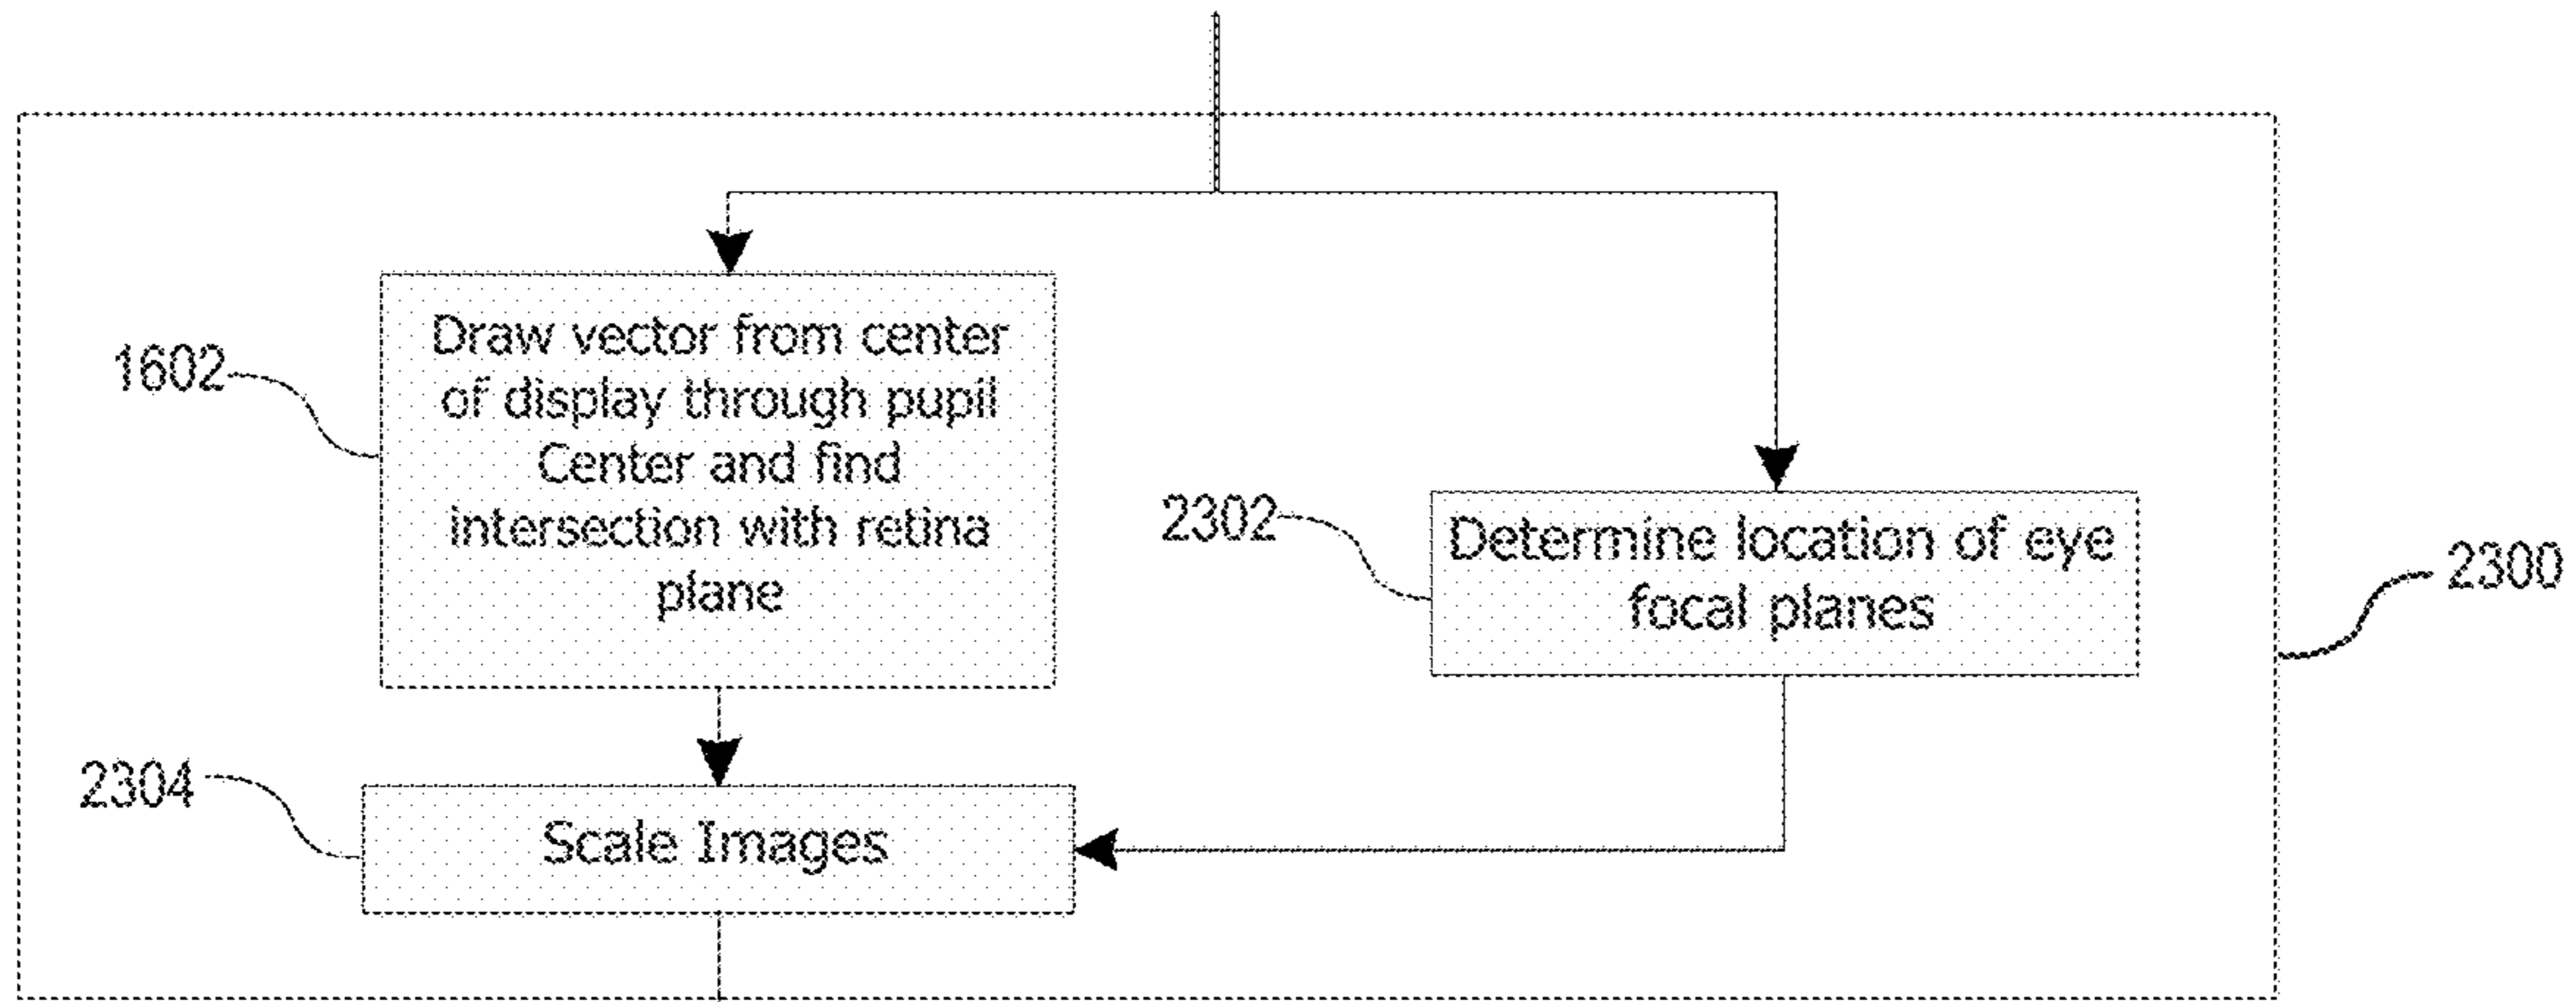 1602
Draw vector from center
of display through pupil
Center and find
intersection with retina
plane
2302
Determine location of eye
focal planes
2300
2304
Scale Images